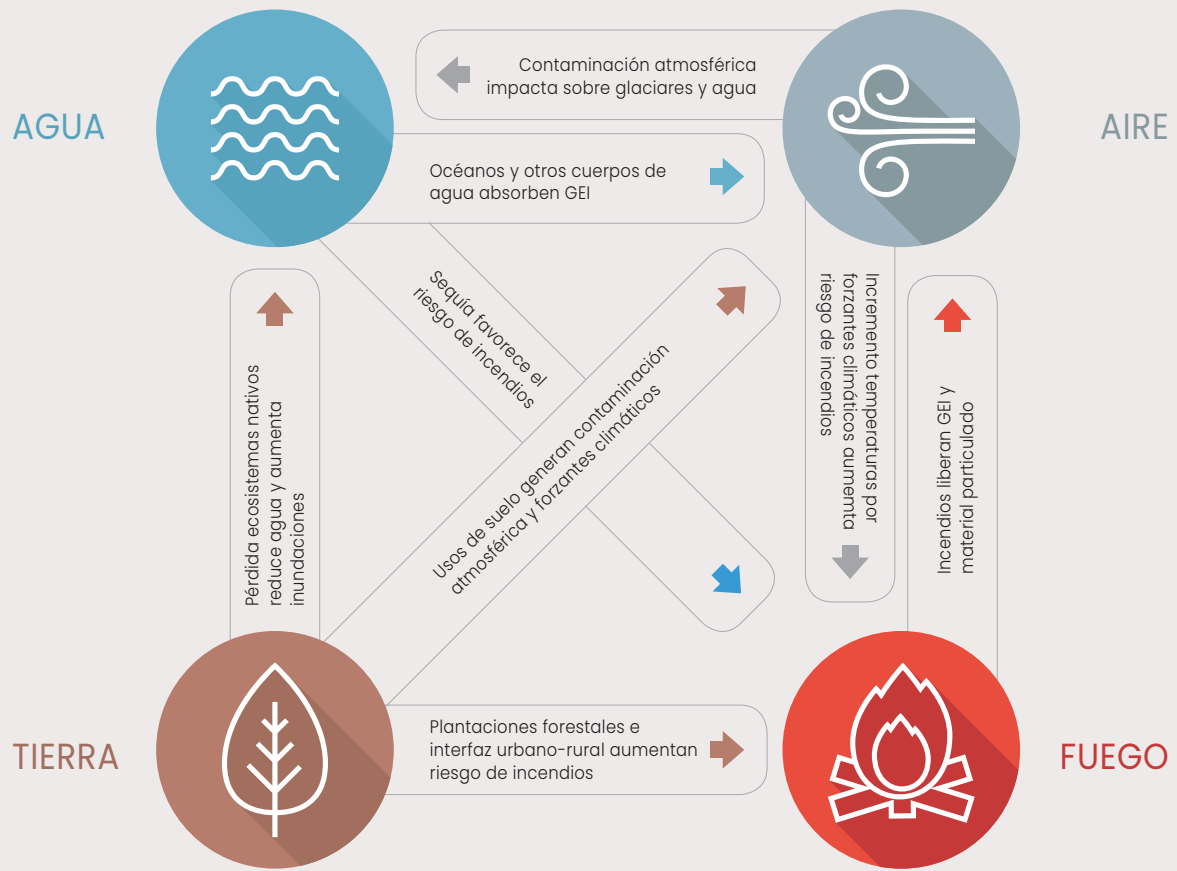 AGUA
Contaminación atmosférica
impacta sobre glaciares y agua
AIRE
Océanos y otros cuerpos de
agua absorben GEI
Sequía favorece el
riesgo de incendios
Usos de suelo generan contaminación
atmosférica y forzantes climáticos
Incremento temperaturas por
forzantes climáticos aumemta
riesgo de incendios
Incendios liberan GEI y
material particulado
Pérdida ecosistemas nativos
reduce agua y aumenta
inundaciones
TIERRA
Plantaciones forestales e
interfaz urbano-rural aumentan
riesgo de incendios
FUEGO